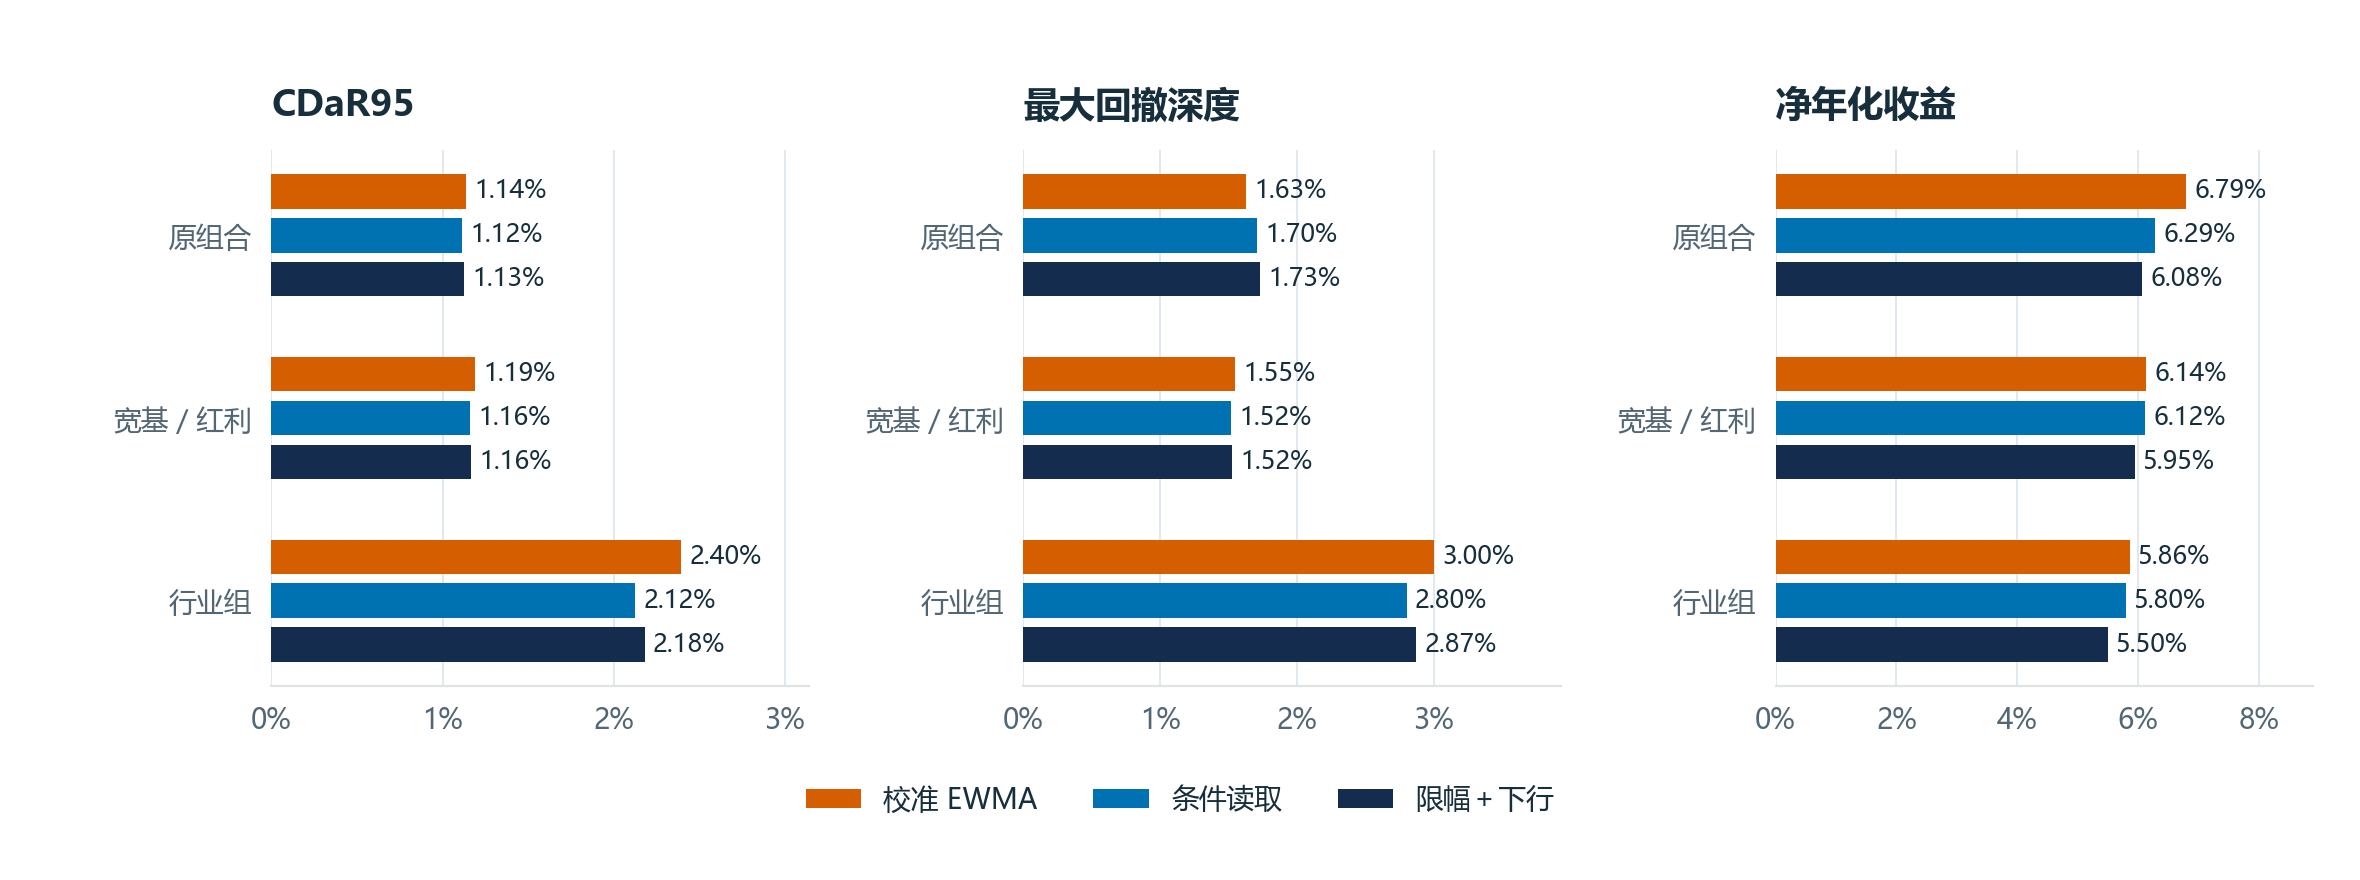 CDaR95
原组合
1.14%
1.12%
1.13%
宽基 / 红利
1.19%
1.16%
1.16%
行业组
2.40%
2.12%
2.18%
0% 1% 2% 3%
最大回撤深度
原组合
1.63%
1.70%
1.73%
宽基 / 红利
1.55%
1.52%
1.52%
行业组
3.00%
2.80%
2.87%
0% 1% 2% 3%
净年化收益
原组合
6.79%
6.29%
6.08%
宽基 / 红利
6.14%
6.12%
5.95%
行业组
5.86%
5.80%
5.50%
0% 2% 4% 6% 8%
校准 EWMA 条件读取 限幅 + 下行